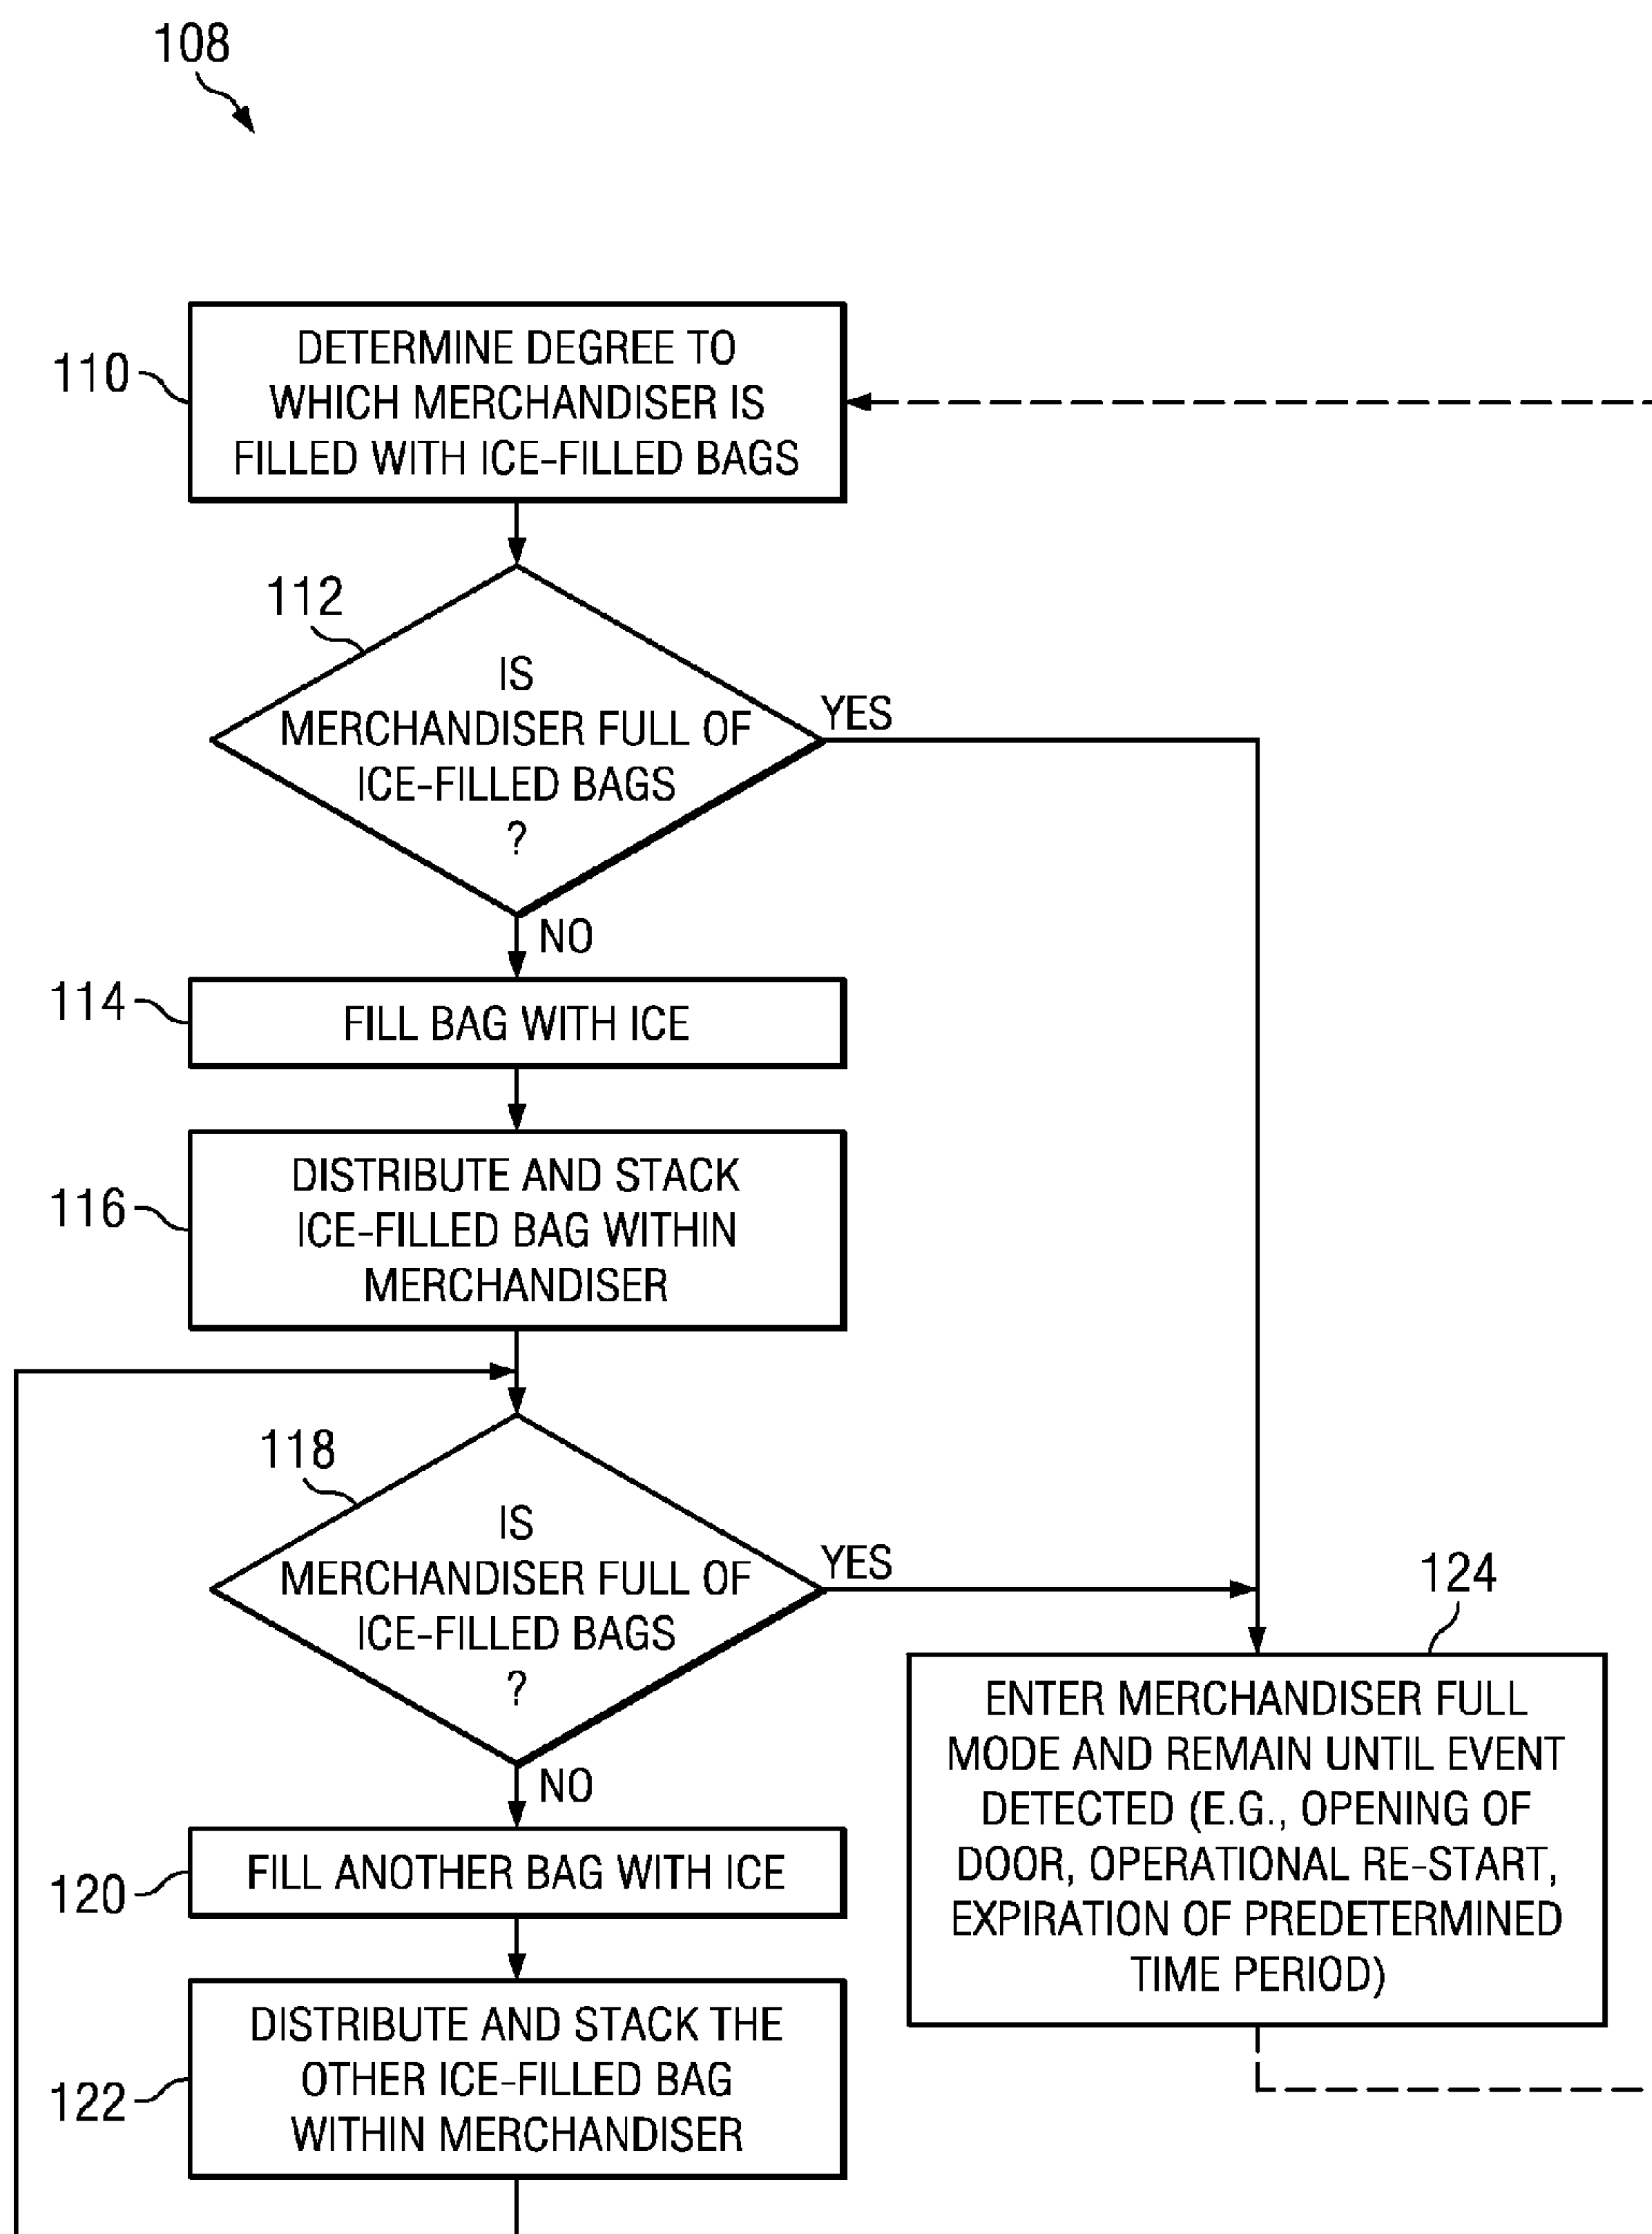 108
110
DETERMINE DEGREE TO
WHICH MERCHANDISER IS
FILLED WITH ICE-FILLED BAGS
112
IS
MERCHANDISER FULL OF
ICE-FILLED BAGS
?
YES
NO
114
FILL BAG WITH ICE
116
DISTRIBUTE AND STACK
ICE-FILLED BAG WITHIN
MERCHANDISER
118
IS
MERCHANDISER FULL OF
ICE-FILLED BAGS
?
YES
NO
124
ENTER MERCHANDISER FULL
MODE AND REMAIN UNTIL EVENT
DETECTED (E.G., OPENING OF
DOOR, OPERATIONAL RE-START,
EXPIRATION OF PREDETERMINED
TIME PERIOD)
120
FILL ANOTHER BAG WITH ICE
122
DISTRIBUTE AND STACK THE
OTHER ICE-FILLED BAG
WITHIN MERCHANDISER